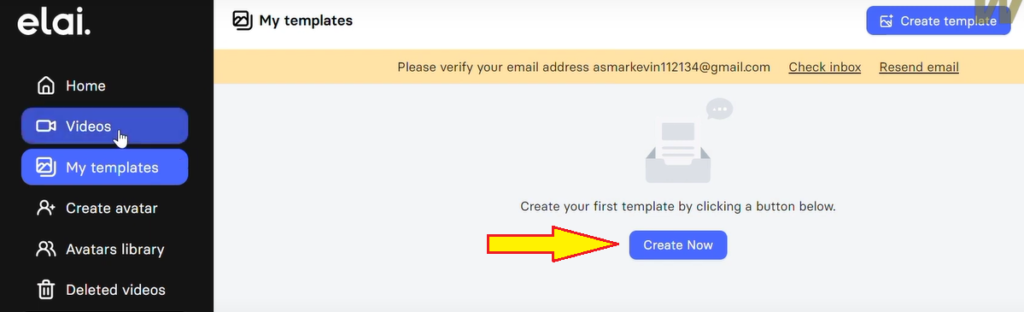 elai.
My templates
Create template
Please verify your email address asmarkevin112134@gmail.com Check inbox Resend email
Home
Videos
My templates
Create avatar
Avatars library
Deleted videos
Create your first template by clicking a button below.
Create Now